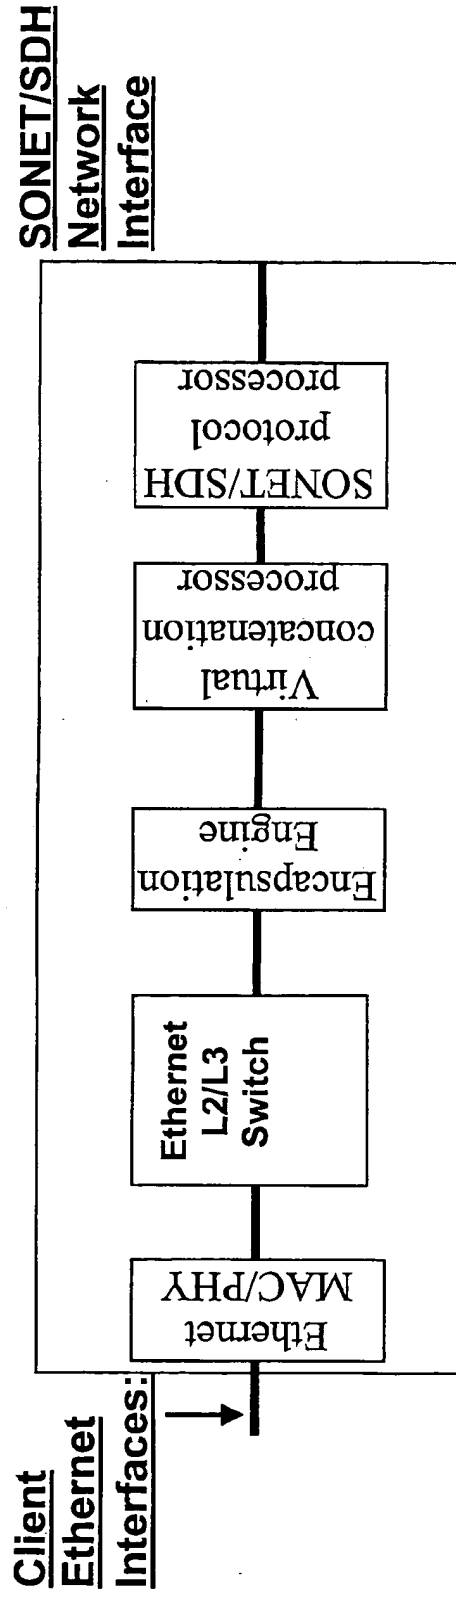 Client
Ethernet
Interfaces:
Ethernet
MAC/PHY
Ethernet
L2/L3
Switch
Encapsulation
Engine
Virtual
concatenation
processor
SONET/SDH
protocol
processor
SONET/SDH
Network
Interface